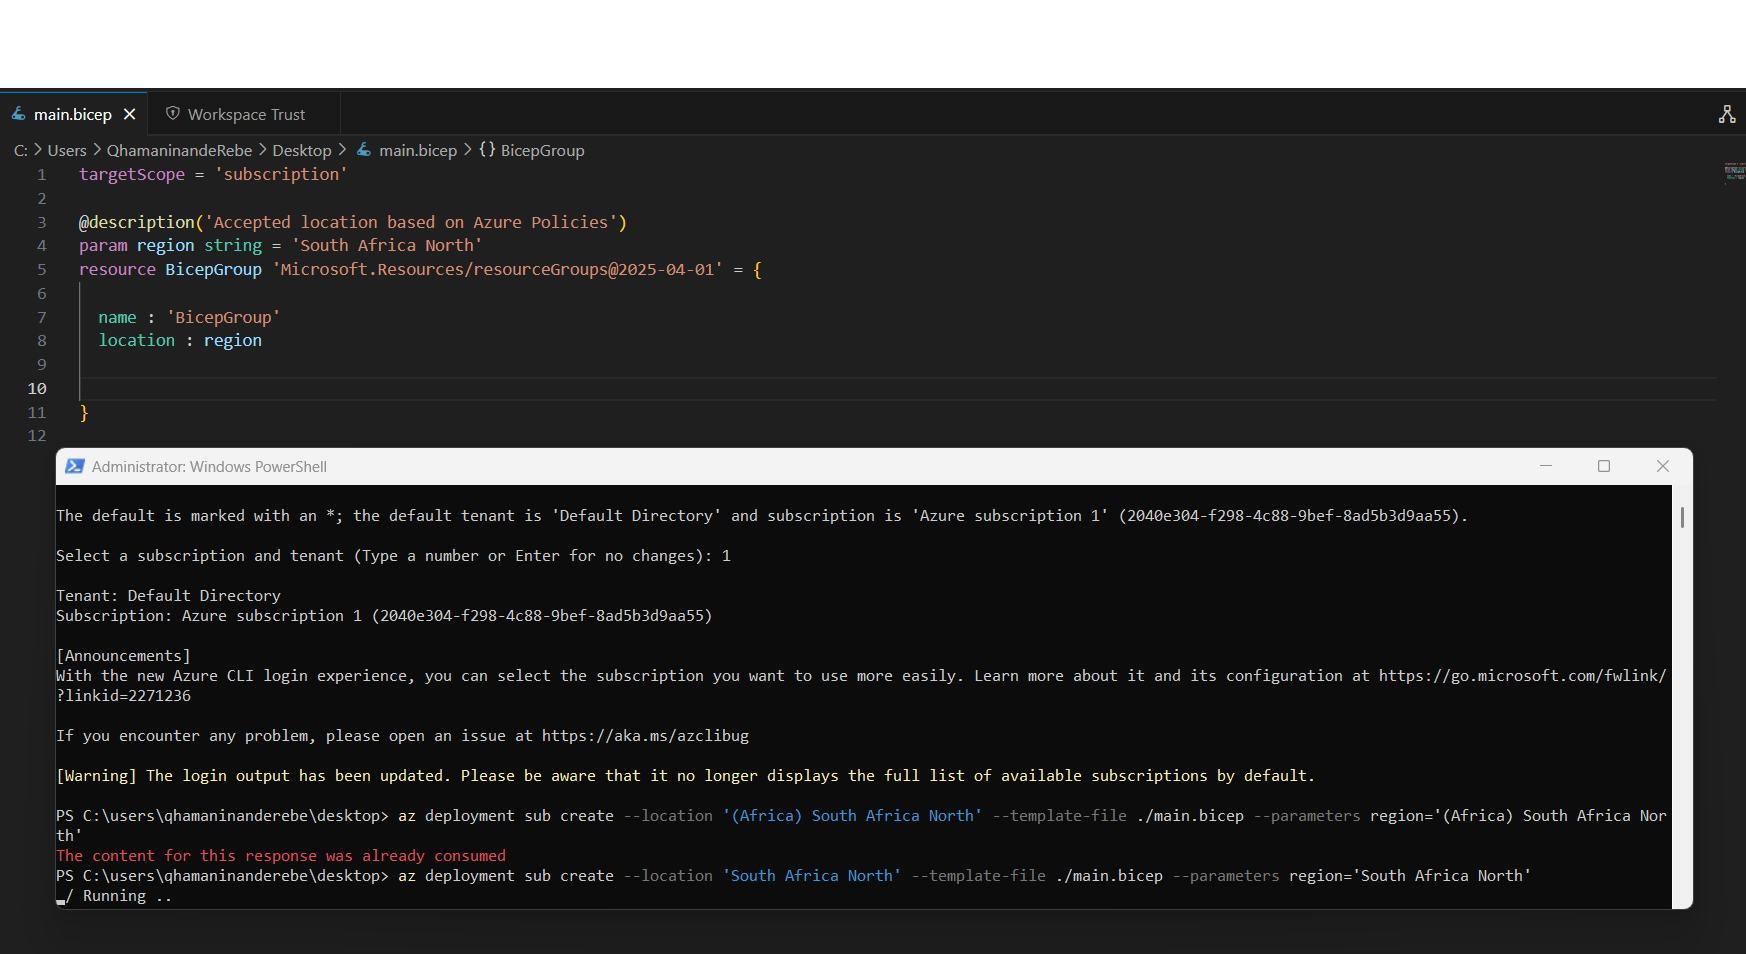 main.bicep
Workspace Trust
C: > Users > QhamaninandeRebe > Desktop > main.bicep > {} BicepGroup
1 targetScope = 'subscription'
2
3 @description('Accepted location based on Azure Policies')
4 param region string = 'South Africa North'
5 resource BicepGroup 'Microsoft.Resources/resourceGroups@2025-04-01' = {
6
7 name : 'BicepGroup'
8 location : region
9
10
11 }
12
Administrator: Windows PowerShell
The default is marked with an *; the default tenant is 'Default Directory' and subscription is 'Azure subscription 1' (2040e304-f298-4c88-9bef-8ad5b3d9aa55).
Select a subscription and tenant (Type a number or Enter for no changes): 1
Tenant: Default Directory
Subscription: Azure subscription 1 (2040e304-f298-4c88-9bef-8ad5b3d9aa55)
[Announcements]
With the new Azure CLI login experience, you can select the subscription you want to use more easily. Learn more about it and its configuration at https://go.microsoft.com/fwlink/
?linkid=2271236
If you encounter any problem, please open an issue at https://aka.ms/azclibug
[Warning] The login output has been updated. Please be aware that it no longer displays the full list of available subscriptions by default.
PS C:\users\qhamaninanderebe\desktop> az deployment sub create --location '(Africa) South Africa North' --template-file ./main.bicep --parameters region='(Africa) South Africa Nor
th'
The content for this response was already consumed
PS C:\users\qhamaninanderebe\desktop> az deployment sub create --location 'South Africa North' --template-file ./main.bicep --parameters region='South Africa North'
/ Running ..